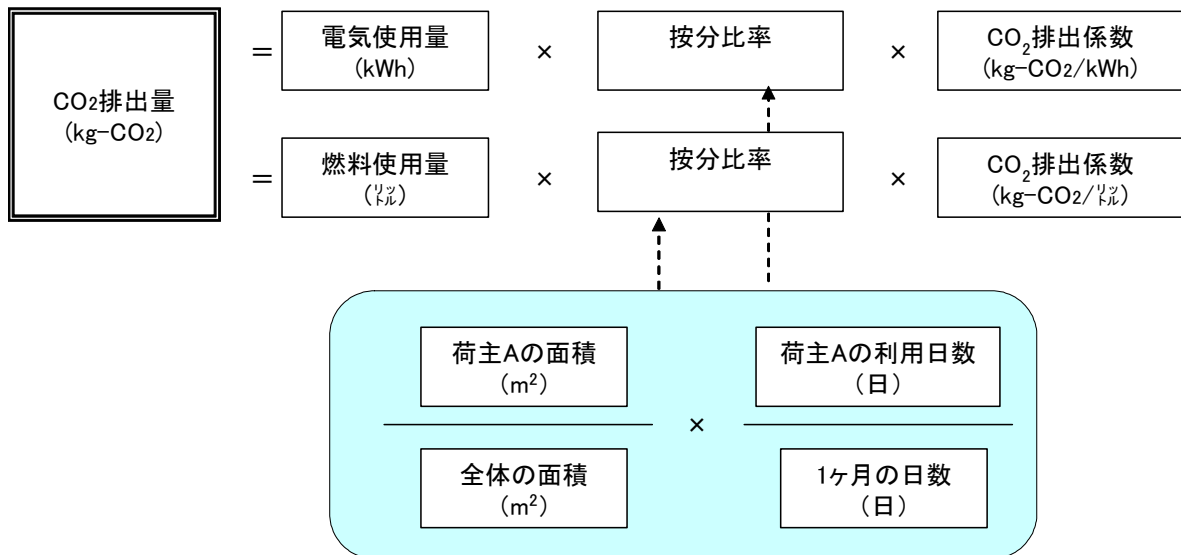 CO2排出量
(kg-CO2)
=
電気使用量
(kWh)
×
按分比率
×
CO2排出係数
(kg-CO2/kWh)
=
燃料使用量
(リットル)
×
按分比率
×
CO2排出係数
(kg-CO2/リットル)
荷主Aの面積
(m2)
全体の面積
(m2)
×
荷主Aの利用日数
(日)
1ヶ月の日数
(日)